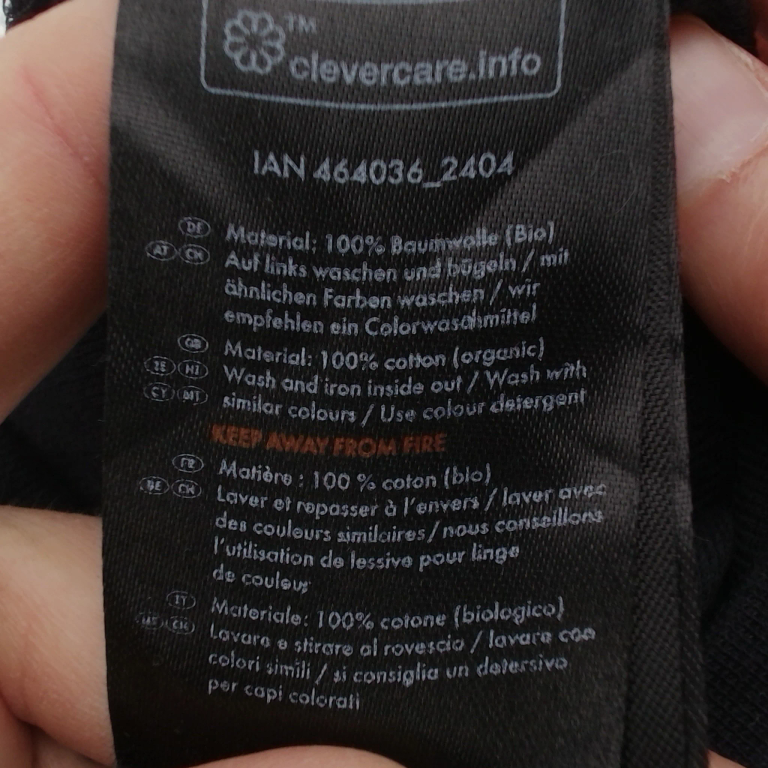 TM
clevercare.info
IAN 464036_2404
DE Material: 100% Baumwolle (Bio)
AT CH Auf links waschen und bügeln / mit
ähnlichen Farben waschen / wir
empfehlen ein Colorwaschmittel
GB Material: 100% cotton (organic)
IE NI Wash and iron inside out / Wash with
CY MT similar colours / Use colour detergent
KEEP AWAY FROM FIRE
FR Matière : 100 % coton (bio)
BE CH Laver et repasser à l'envers / laver avec
des couleurs similaires / nous conseillons
l'utilisation de lessive pour linge
de couleur
IT Materiale: 100% cotone (biologico)
MT CH Lavare e stirare al rovescio / lavare con
colori simili / si consiglia un detersivo
per capi colorati